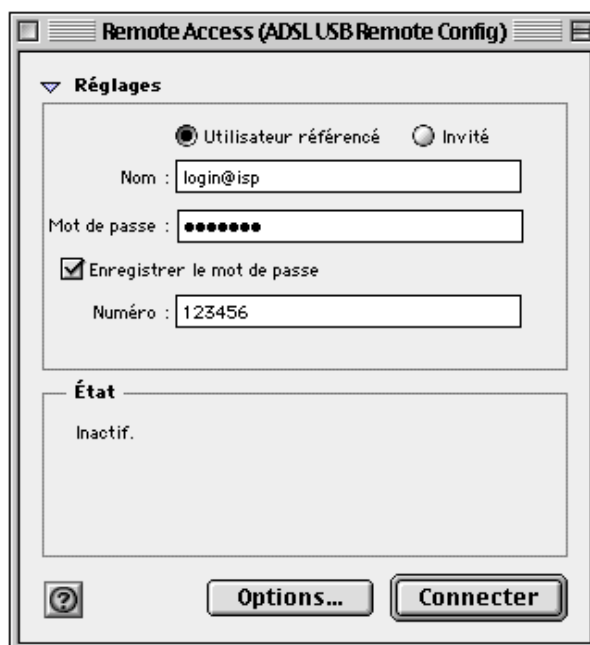 Remote Access (ADSL USB Remote Config)
Réglages
Utilisateur référencé Invité
Nom : login@isp
Mot de passe : •••••••
Enregistrer le mot de passe
Numéro : 123456
État
Inactif.
? Options... Connecter